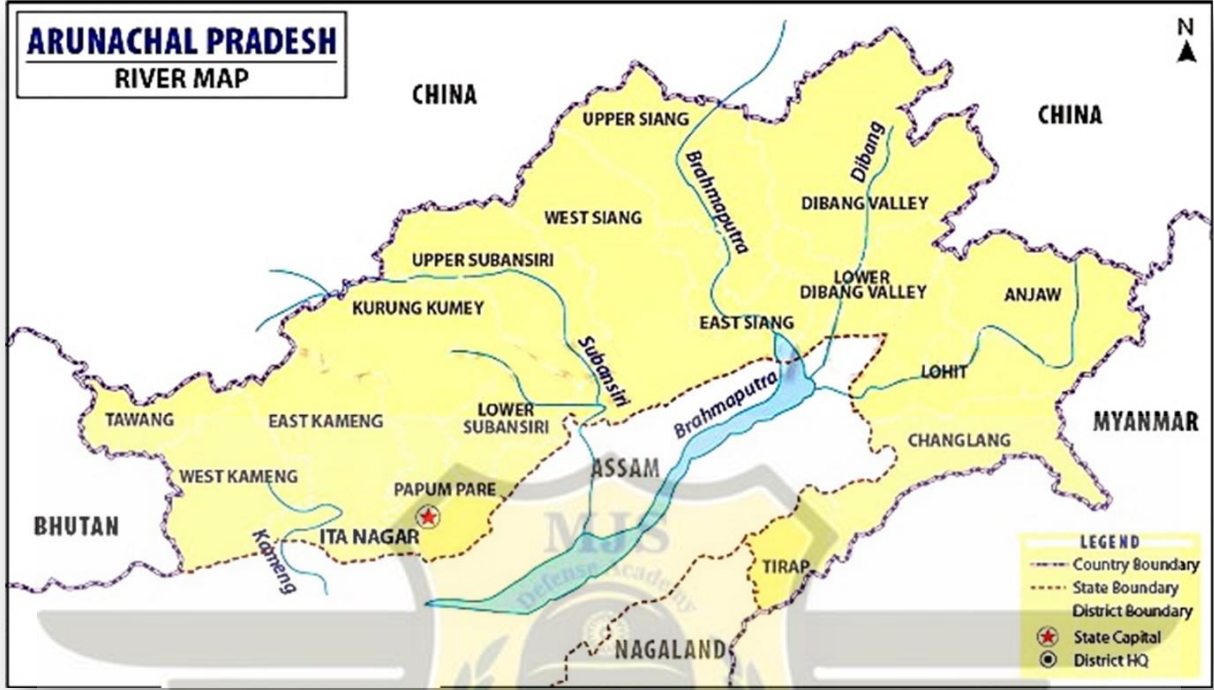 ARUNACHAL PRADESH
RIVER MAP
N
CHINA
CHINA
UPPER SIANG
Brahmaputra
Dibang
DIBANG VALLEY
WEST SIANG
UPPER SUBANSIRI
LOWER
DIBANG VALLEY
ANJAW
KURUNG KUMEY
EAST SIANG
Subansiri
LOHIT
Brahmaputra
TAWANG
EAST KAMENG
LOWER
SUBANSIRI
MYANMAR
CHANGLANG
ASSAM
WEST KAMENG
PAPUM PARE
BHUTAN
ITA NAGAR
Kameng
MJS
Defense Academy
TIRAP
NAGALAND
LEGEND
Country Boundary
State Boundary
District Boundary
State Capital
District HQ